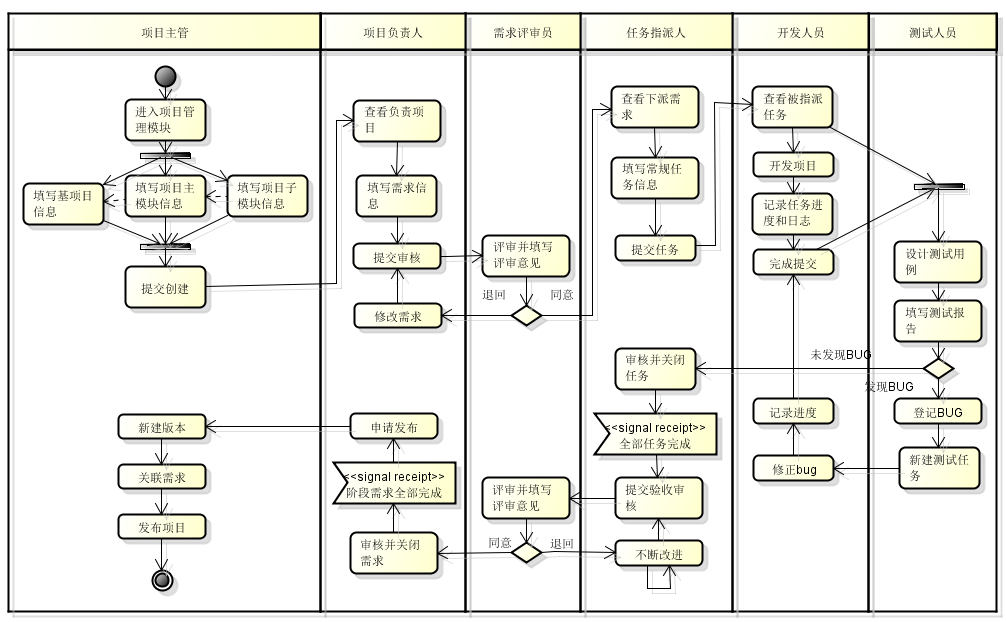 项目主管
项目负责人
需求评审员
任务指派人
开发人员
测试人员
进入项目管
理模块
填写基项目
信息
填写项目主
模块信息
填写项目子
模块信息
提交创建
查看负责项
目
填写需求信
息
提交审核
修改需求
评审并填写
评审意见
退回
同意
查看下派需
求
填写常规任
务信息
提交任务
查看被指派
任务
开发项目
记录任务进
度和日志
完成提交
设计测试用
例
填写测试报
告
未发现BUG
发现BUG
登记BUG
新建测试任
务
修正bug
记录进度
审核并关闭
任务
<<signal receipt>>
全部任务完成
提交验收审
核
不断改进
评审并填写
评审意见
同意
退回
审核并关闭
需求
<<signal receipt>>
阶段需求全部完成
申请发布
新建版本
关联需求
发布项目